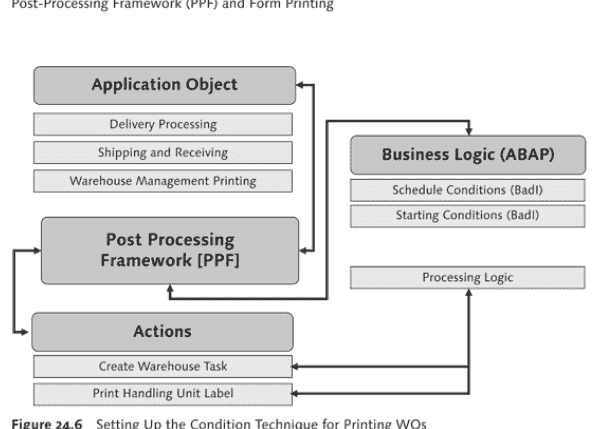 Post-Processing Framework (PPF) and Form Printing
Application Object
Delivery Processing
Shipping and Receiving
Warehouse Management Printing
Business Logic (ABAP)
Schedule Conditions (BadI)
Starting Conditions (BadI)
Post Processing
Framework [PPF]
Processing Logic
Actions
Create Warehouse Task
Print Handling Unit Label
Figure 24.6 Setting Up the Condition Technique for Printing WOs